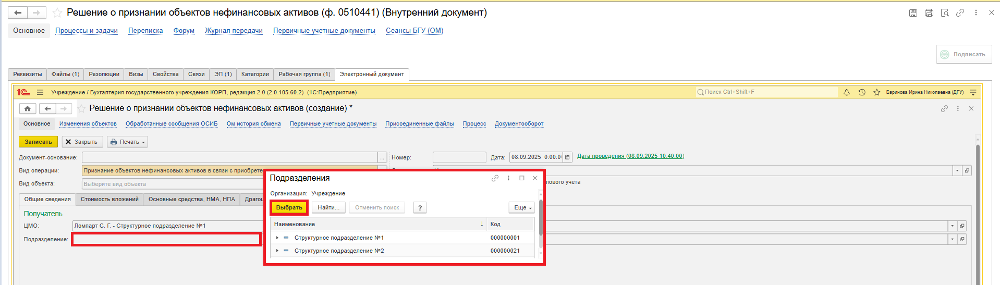 Решение о признании объектов нефинансовых активов (ф. 0510441) (Внутренний документ)
Основное Процессы и задачи Переписка Форум Журнал передачи Первичные учетные документы Сеансы БГУ (ОМ)
Подписать
Реквизиты Файлы (1) Резолюции Визы Свойства Связи ЭП (1) Категории Рабочая группа (1) Электронный документ
1С Учреждение / Бухгалтерия государственного учреждения КОРП, редакция 2.0 (2.0.105.60.2) (1С:Предприятие) Поиск Ctrl+Shift+F Баринова Ирина Николаевна (ДГУ)
Решение о признании объектов нефинансовых активов (создание) *
Основное Изменения объектов Обработанные сообщения ОСИБ Ом история обмена Первичные учетные документы Присоединенные файлы Процесс Документооборот
Записать Закрыть Печать
Документ-основание: ... Номер: Дата: 08.09.2025 0:00:0 Дата проведения (08.09.2025 10:40:00)
Вид операции: Признание объектов нефинансовых активов в связи с приобрете
Вид объекта: Выберите вид объекта
пового учета
Общие сведения Стоимость вложений Основные средства, НМА, НПА Драгоц
Получатель
ЦМО: Ломпарт С. Г. - Структурное подразделение №1
Подразделение:
Подразделения
Организация: Учреждение
Выбрать Найти... Отменить поиск ? Еще
Наименование ↓ Код
Структурное подразделение №1 000000001
Структурное подразделение №2 000000021